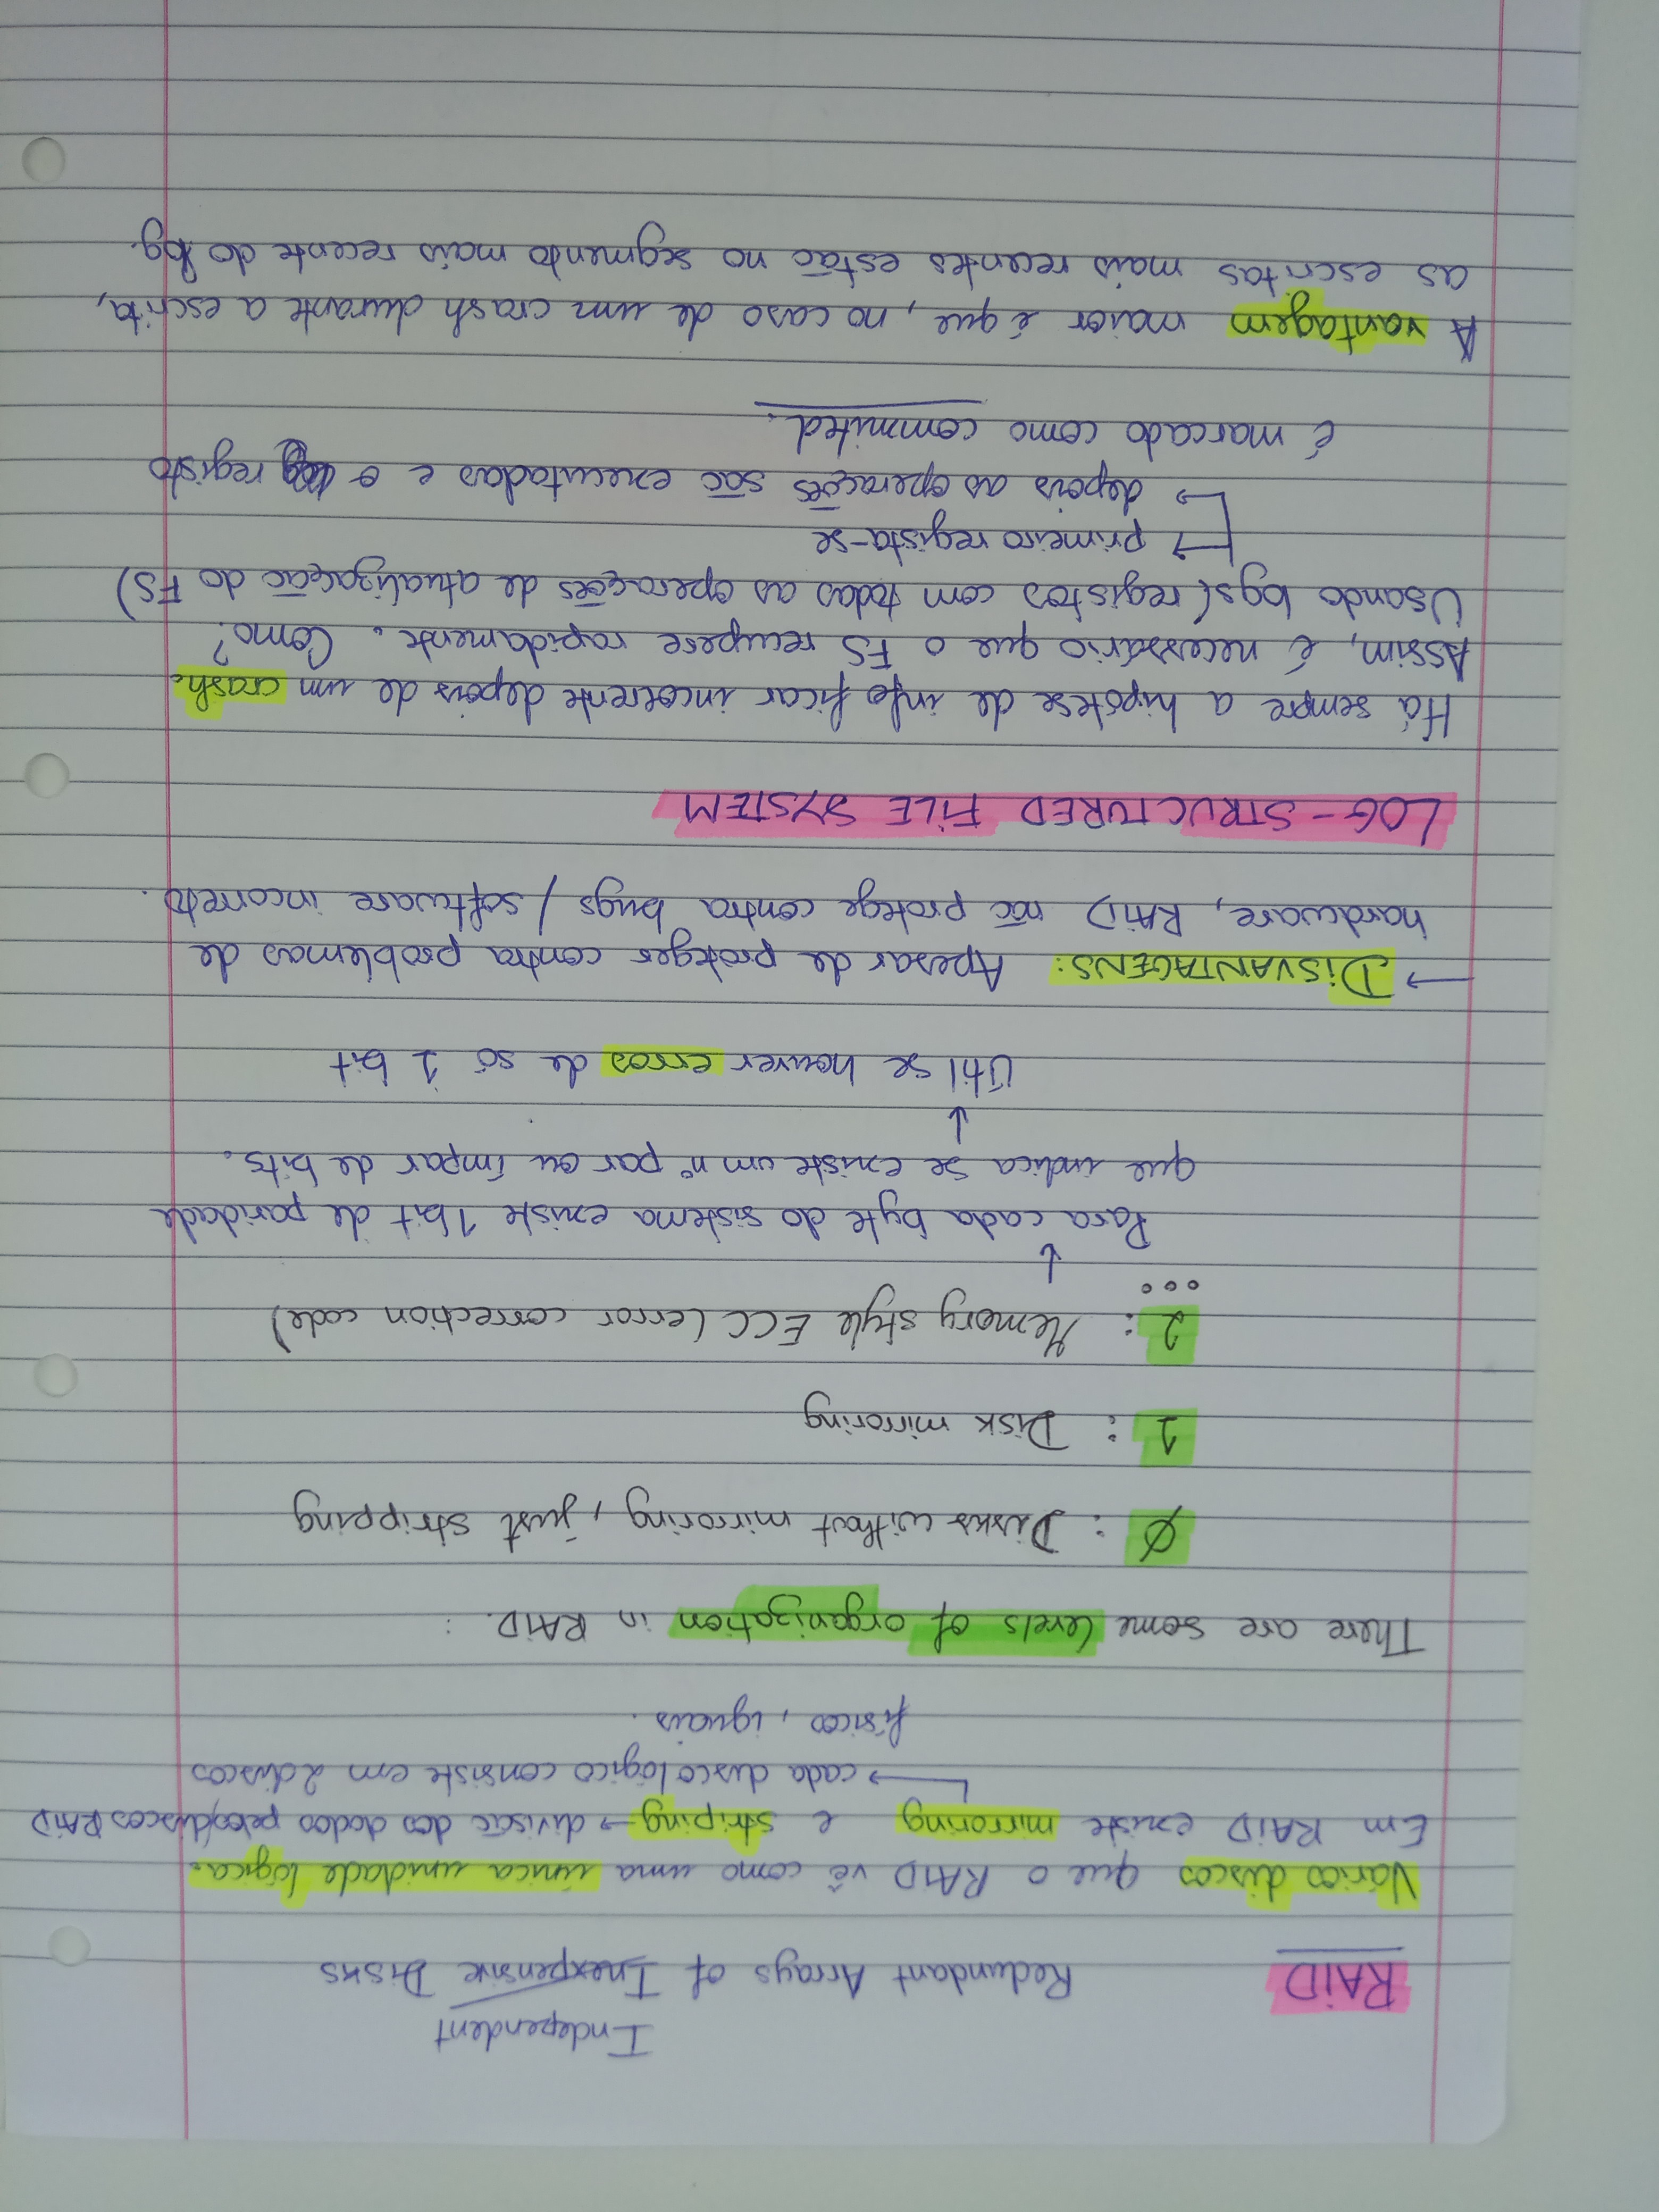 Independent
RAID Redundant Arrays of Inexpensive Disks
Vários discos que o RAID vê como uma única unidade lógica.
Em RAID existe mirroring e striping → divisão dos dados pelos discos RAID
↳ cada disco lógico consiste em 2 discos
físicos, iguais.
There are some levels of organization in RAID. :
0 : Disks without mirroring, just stripping
1 : Disk mirroring
2 : Memory style ECC (error correction code)
...
↓
Para cada byte do sistema existe 1 bit de paridade
que indica se existe um nº par ou ímpar de bits.
↓
Útil se houver erros de só 1 bit
→ DISVANTAGENS: Apesar de proteger contra problemas de
hardware, RAID não protege contra bugs / software incorreto.
LOG-STRUCTURED FILE SYSTEM
Há sempre a hipótese de info ficar incoerente depois de um crash.
Assim, é necessário que o FS recupere rapidamente. Como?
Usando logs (registos com todas as operações de atualização do FS)
→ primeiro regista-se
↳ depois as operações são executadas e o log registo
é marcado como commited.
A vantagem maior é que, no caso de um crash durante a escrita,
as escritas mais recentes estão no segmento mais recente do log.